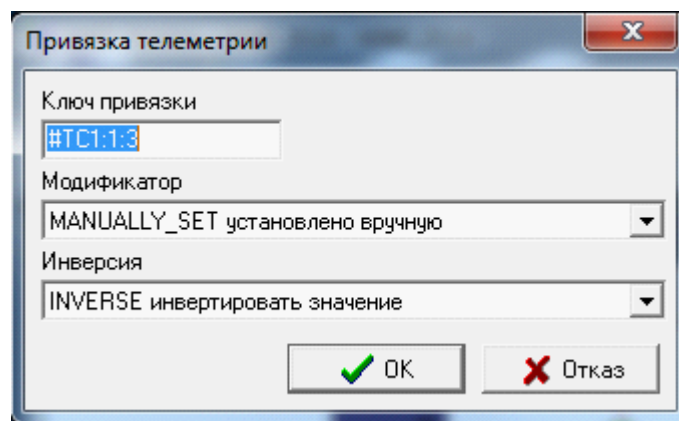 Привязка телеметрии
Ключ привязки
#TC1:1:3
Модификатор
MANUALLY_SET установлено вручную
Инверсия
INVERSE инвертировать значение
OK
Отказ